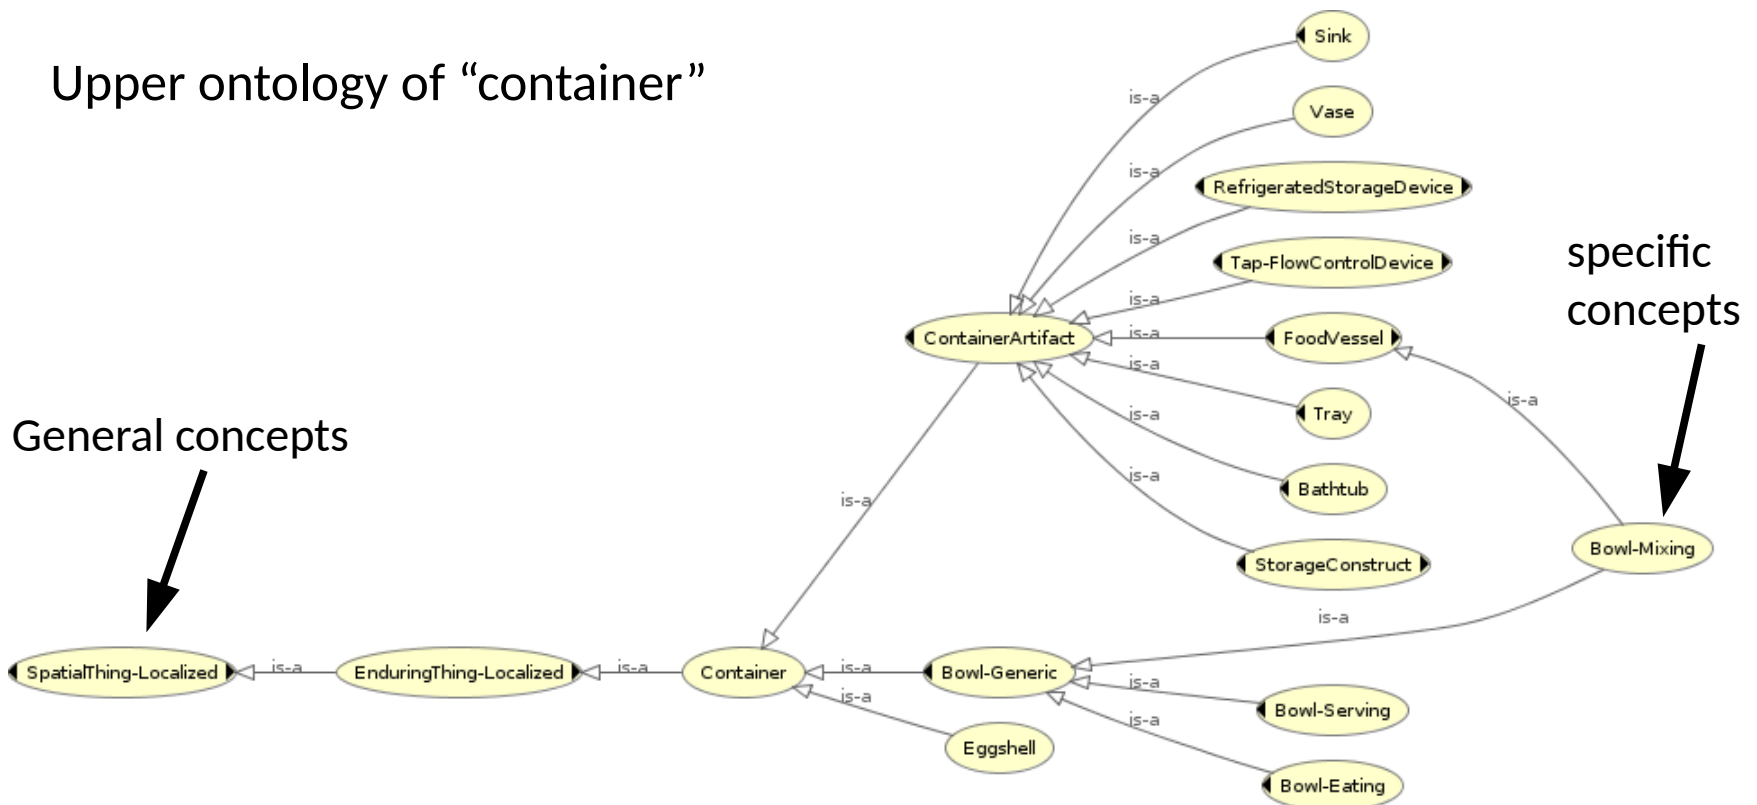 Upper ontology of “container”
Sink
is-a
Vase
is-a
RefrigeratedStorageDevice
is-a
specific
concepts
Tap-FlowControlDevice
is-a
ContainerArtifact
is-a
FoodVessel
is-a
is-a
Tray
is-a
General concepts
is-a
Bathtub
is-a
Bowl-Mixing
StorageConstruct
is-a
SpatialThing-Localized
is-a
EnduringThing-Localized
is-a
Container
is-a
Bowl-Generic
is-a
is-a
Bowl-Serving
is-a
Eggshell
Bowl-Eating